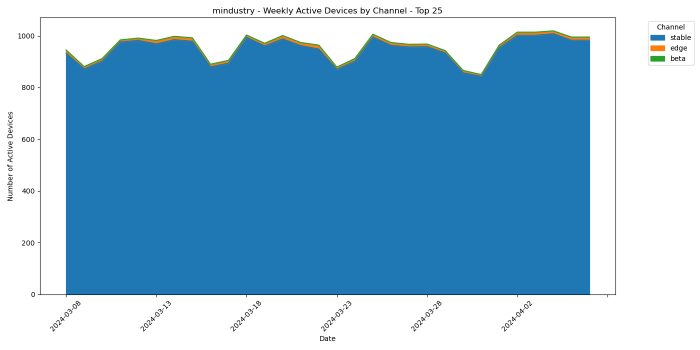 mindustry - Weekly Active Devices by Channel - Top 25
Number of Active Devices
1000
800
600
400
200
0
2024-03-08
2024-03-13
2024-03-18
2024-03-23
2024-03-28
2024-04-02
Date
Channel
stable
edge
beta